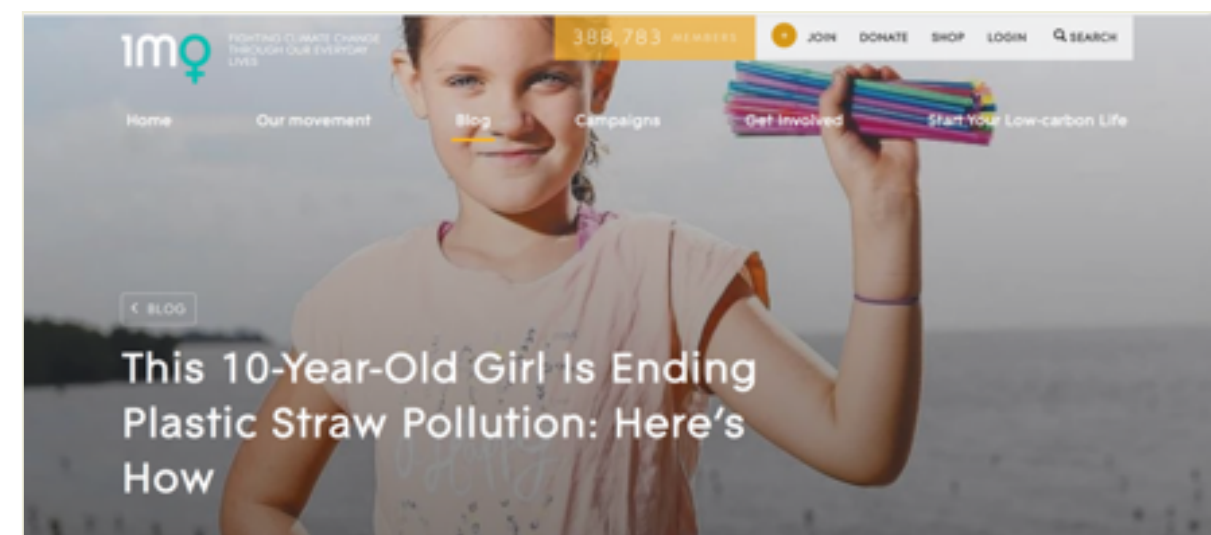 1mo
FIGHTING CLIMATE CHANGE
THROUGH OUR EVERYDAY
LIVES
388,783 MEMBERS
JOIN DONATE SHOP LOGIN SEARCH
Home Our movement Blog Campaigns Get Involved Start Your Low-carbon Life
< BLOG
This 10-Year-Old Girl Is Ending
Plastic Straw Pollution: Here's
How